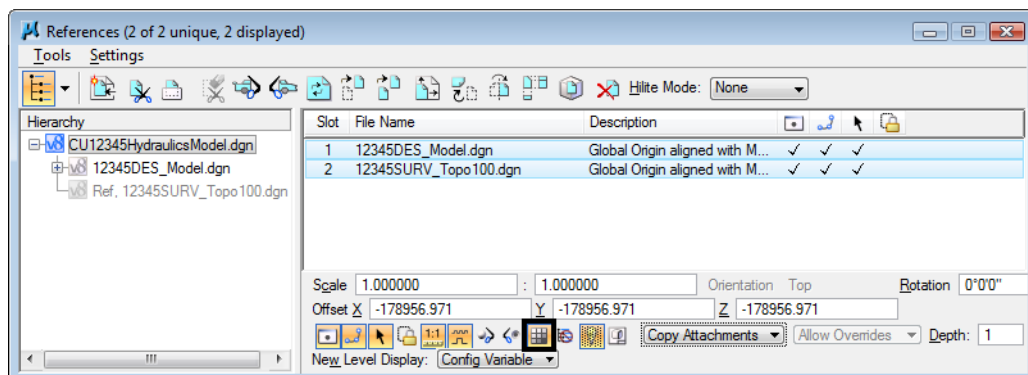 References (2 of 2 unique, 2 displayed)
Tools Settings
Hilite Mode: None
Hierarchy
CU12345HydraulicsModel.dgn
12345DES_Model.dgn
Ref, 12345SURV_Topo100.dgn
Slot File Name Description
1 12345DES_Model.dgn Global Origin aligned with M...
2 12345SURV_Topo100.dgn Global Origin aligned with M...
Scale 1.000000 : 1.000000 Orientation Top Rotation 0°0'0"
Offset X -178956.971 Y -178956.971 Z -178956.971
1:1 Copy Attachments Allow Overrides Depth: 1
New Level Display: Config Variable